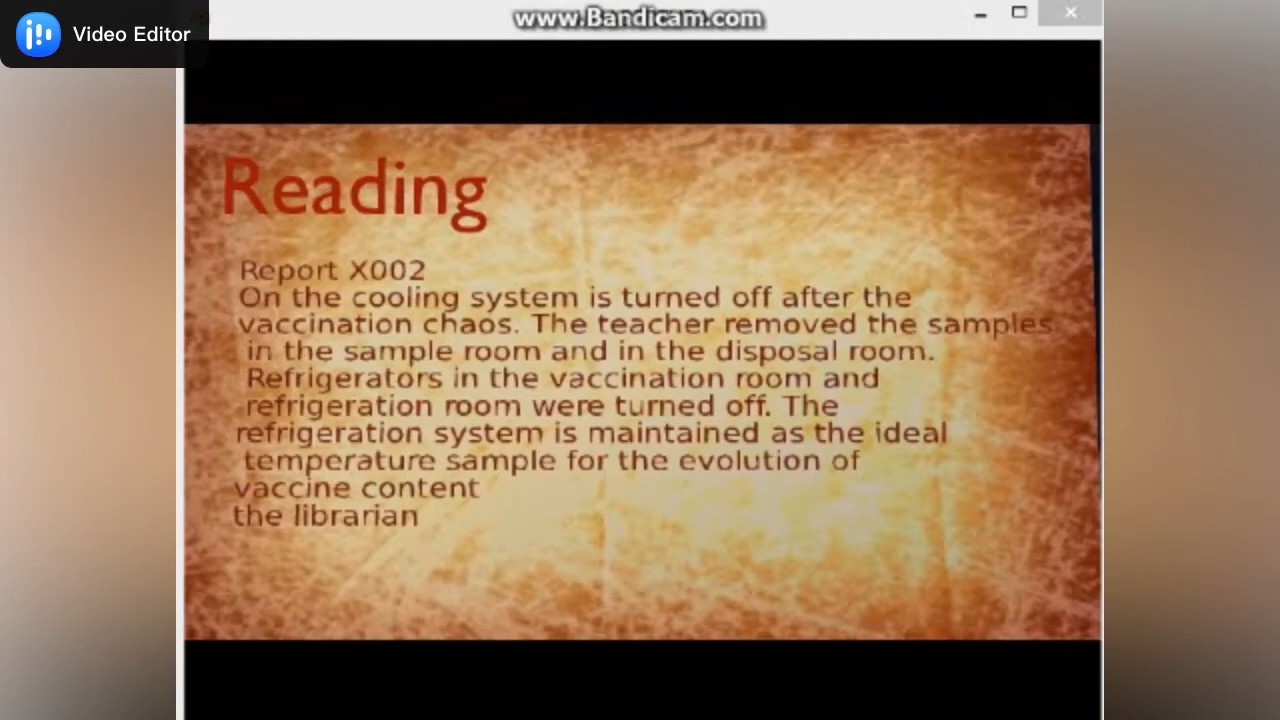 www.Bandicam.com
Video Editor
Reading
Report X002
On the cooling system is turned off after the
vaccination chaos. The teacher removed the samples
in the sample room and in the disposal room.
Refrigerators in the vaccination room and
refrigeration room were turned off. The
refrigeration system is maintained as the ideal
temperature sample for the evolution of
vaccine content
the librarian